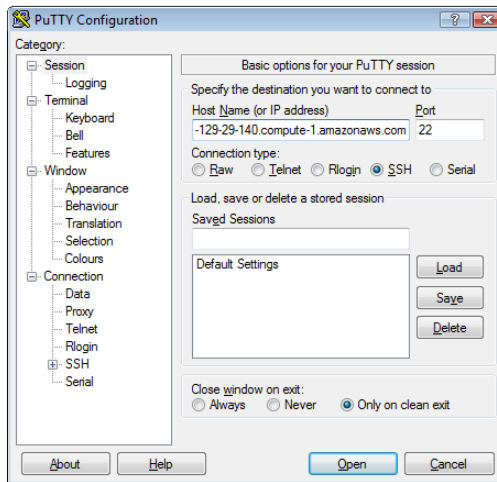 PuTTY Configuration
Category:
Session
Logging
Terminal
Keyboard
Bell
Features
Window
Appearance
Behaviour
Translation
Selection
Colours
Connection
Data
Proxy
Telnet
Rlogin
SSH
Serial
Basic options for your PuTTY session
Specify the destination you want to connect to
Host Name (or IP address) Port
-129-29-140.compute-1.amazonaws.com 22
Connection type:
Raw Telnet Rlogin SSH Serial
Load, save or delete a stored session
Saved Sessions
Default Settings
Load
Save
Delete
Close window on exit:
Always Never Only on clean exit
About Help Open Cancel